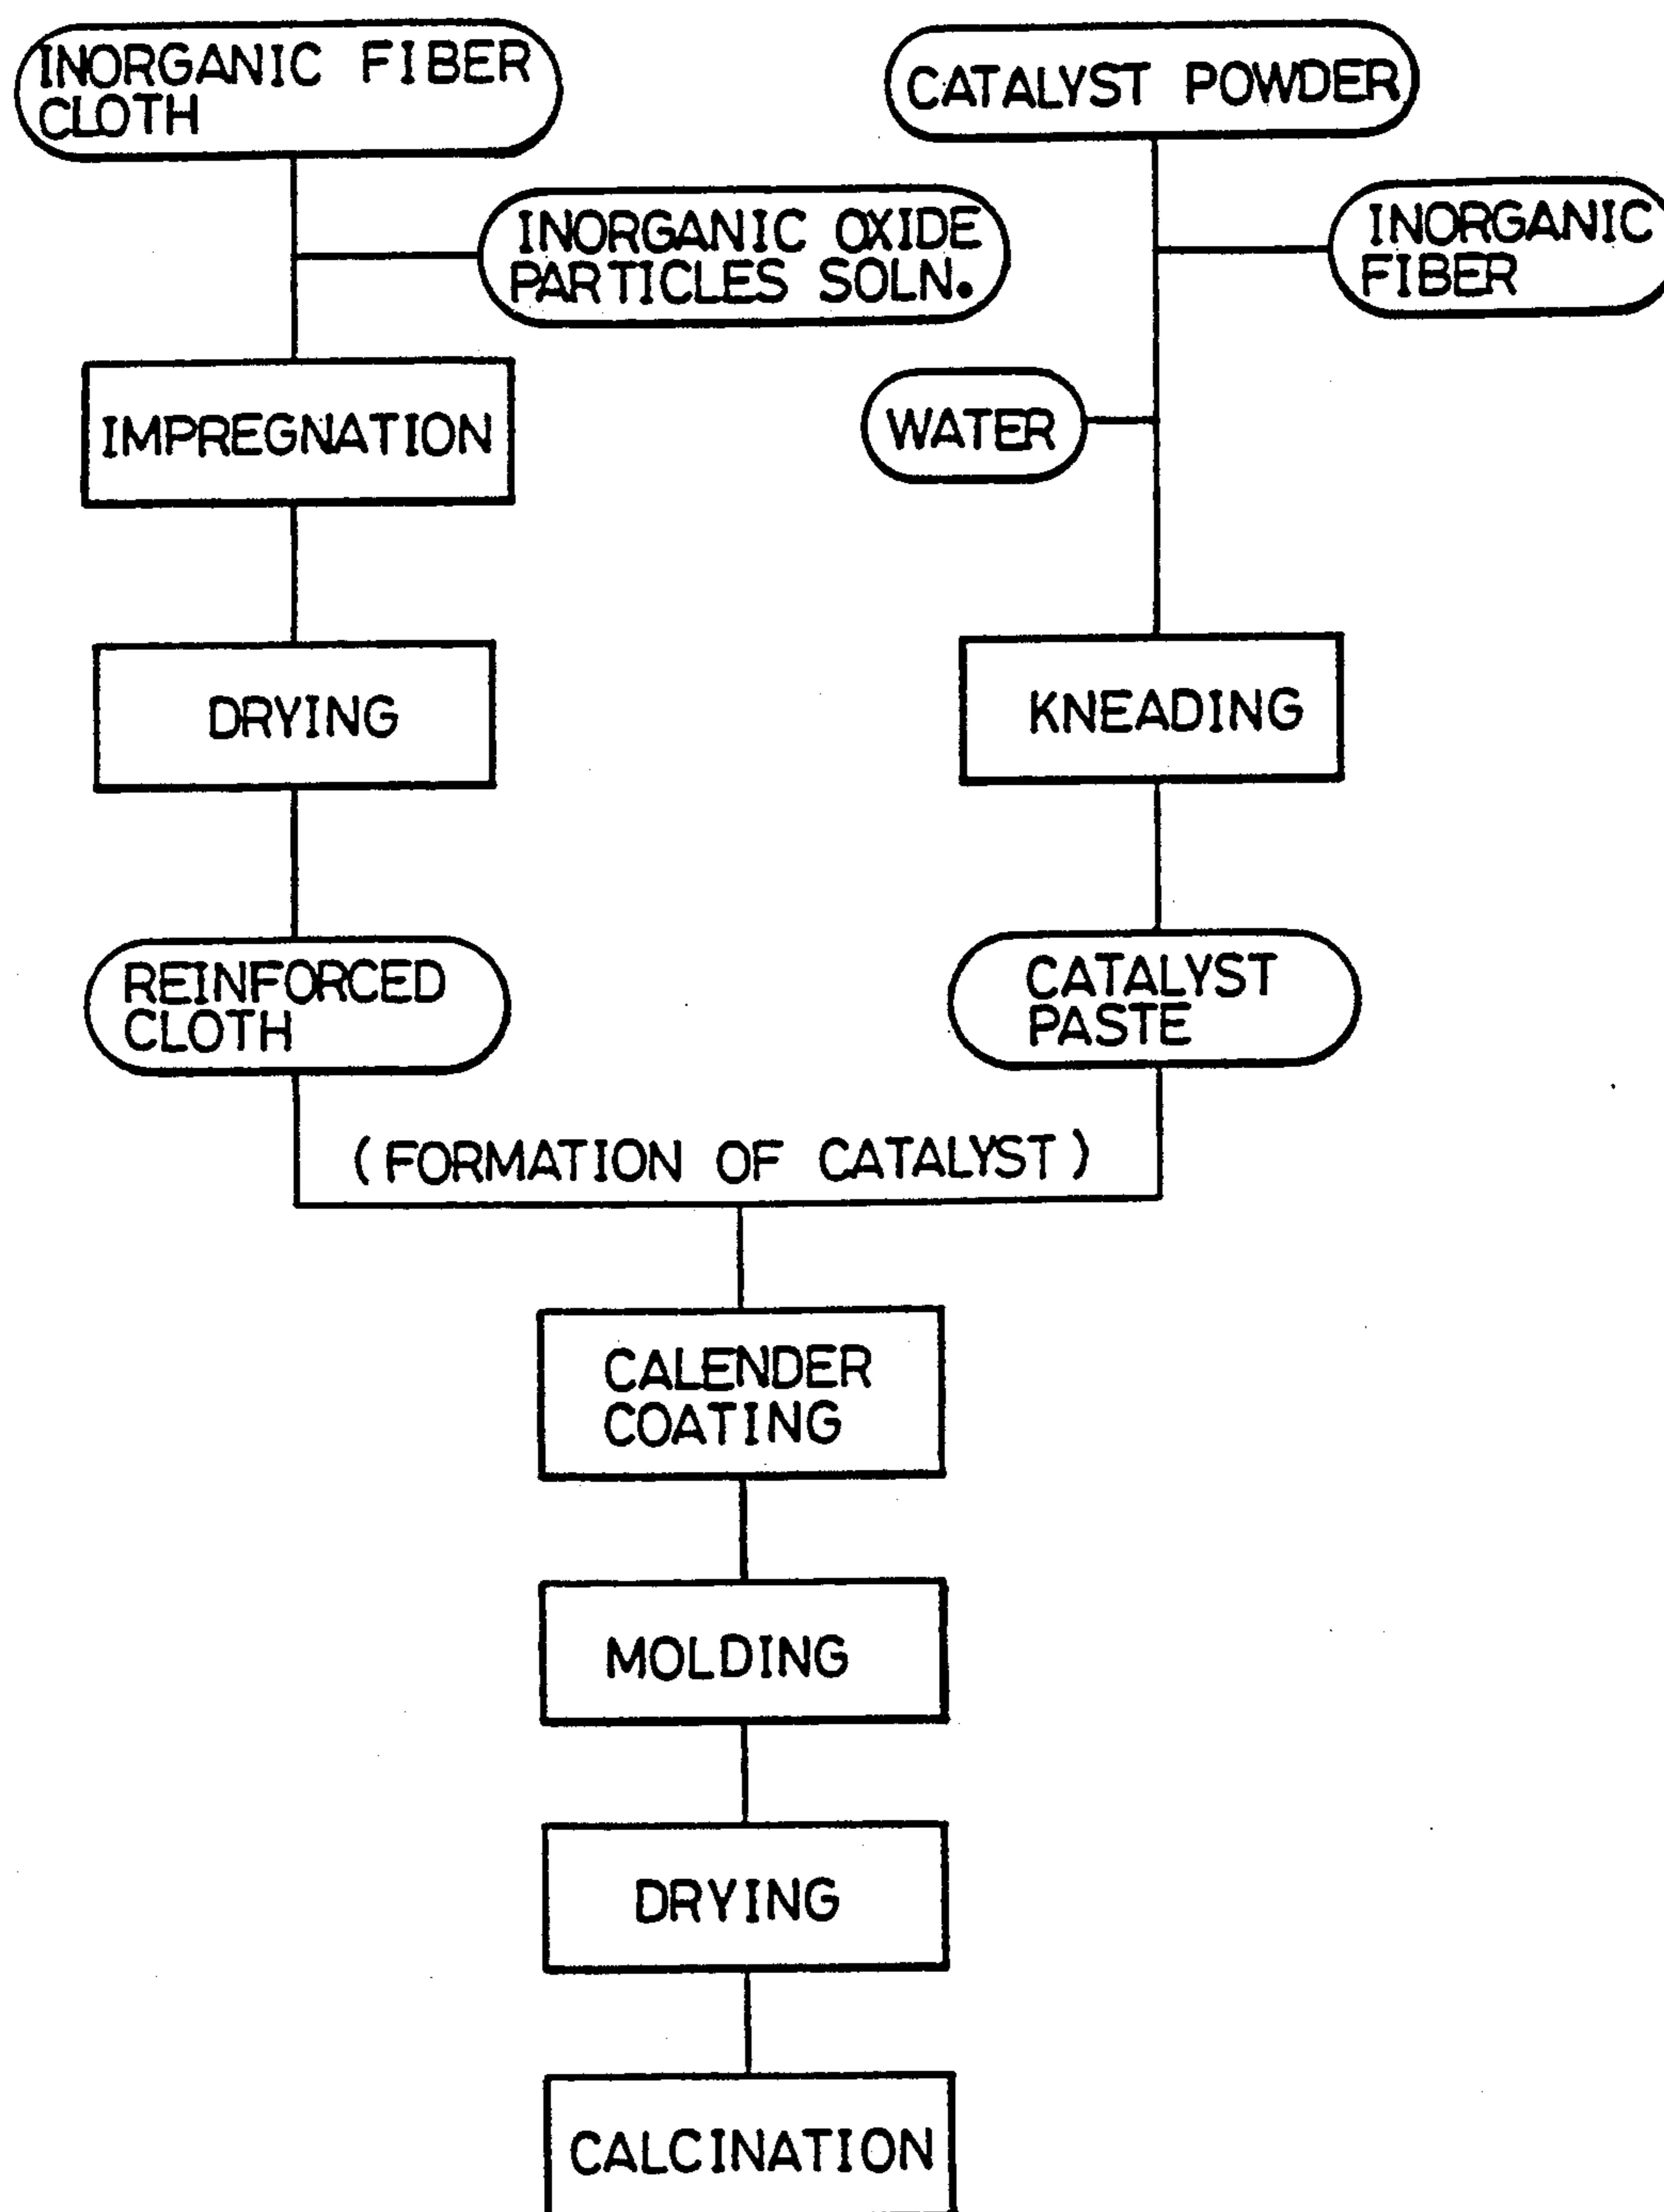 INORGANIC FIBER
CLOTH
CATALYST POWDER
INORGANIC OXIDE
PARTICLES SOLN.
INORGANIC
FIBER
IMPREGNATION
WATER
DRYING
KNEADING
REINFORCED
CLOTH
CATALYST
PASTE
(FORMATION OF CATALYST)
CALENDER
COATING
MOLDING
DRYING
CALCINATION